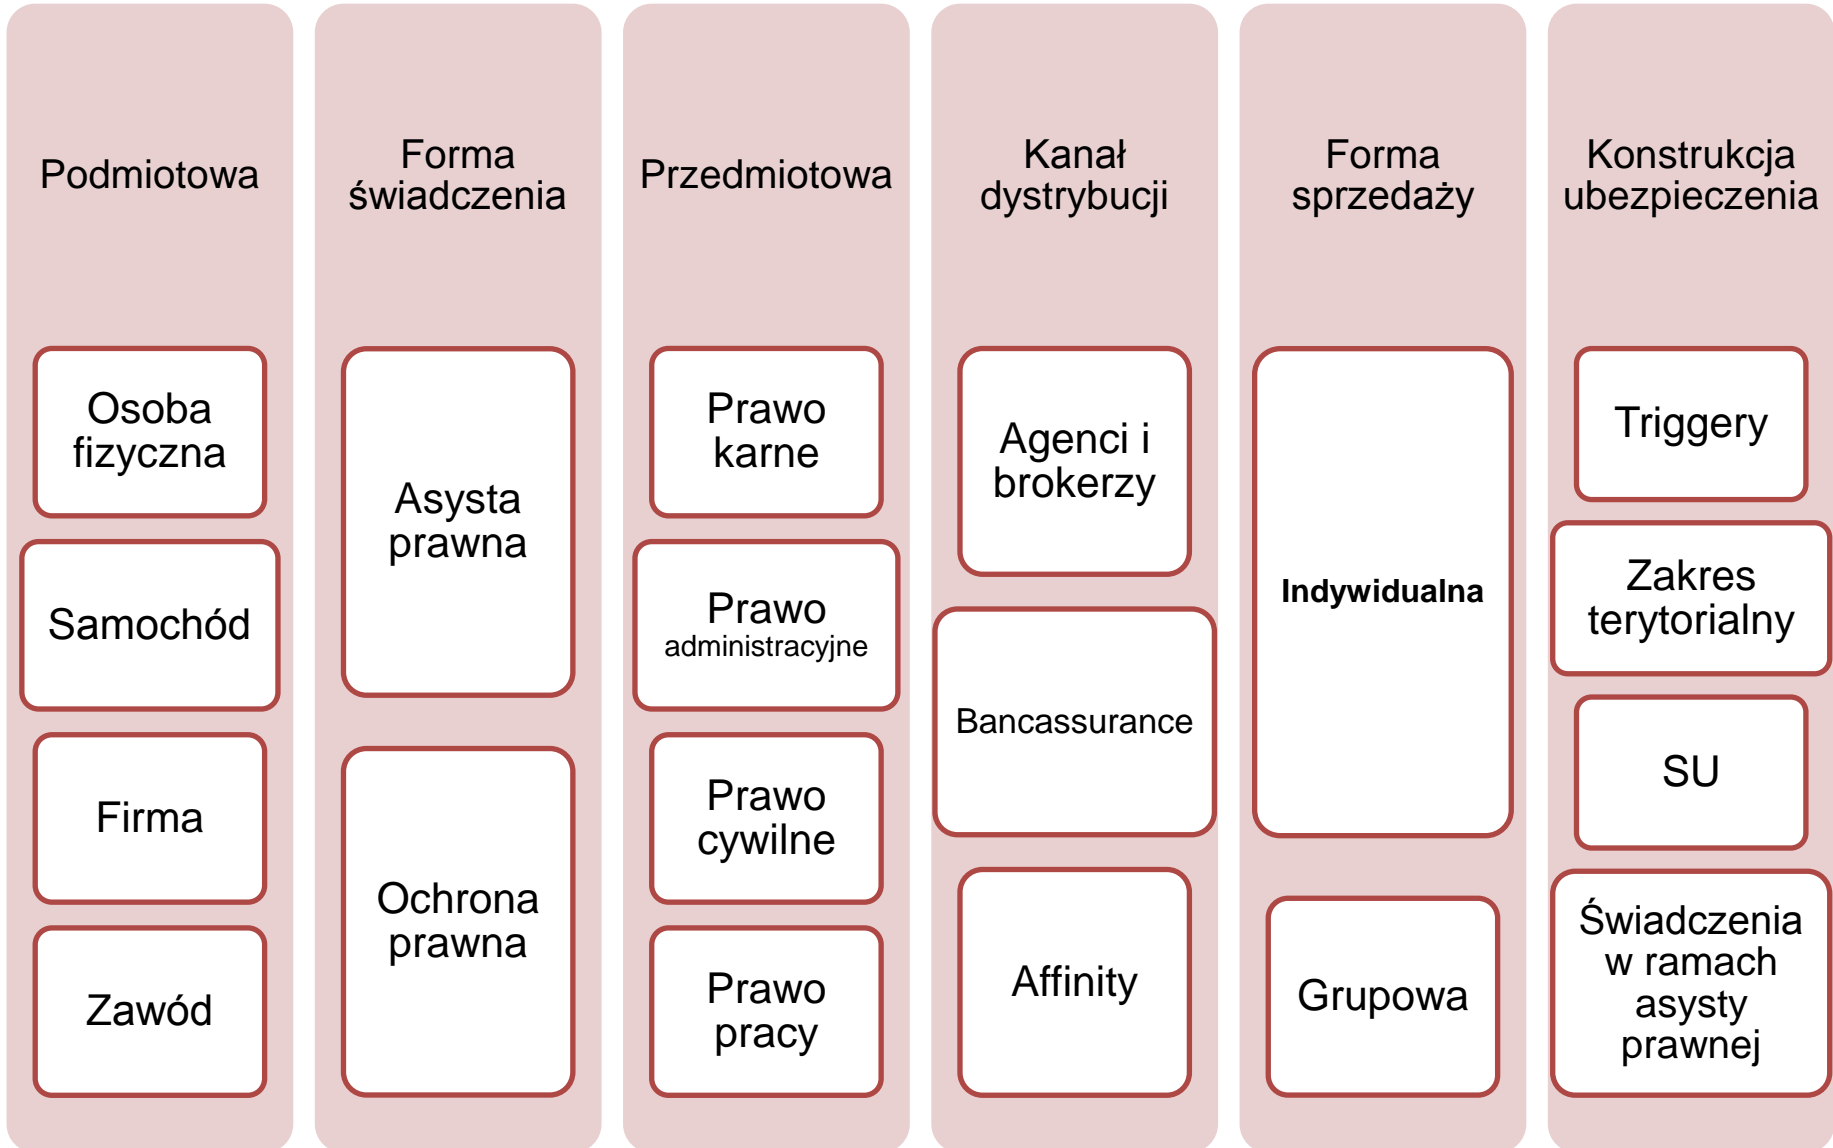 Podmiotowa
Osoba
fizyczna
Samochód
Firma
Zawód
Forma
świadczenia
Asysta
prawna
Ochrona
prawna
Przedmiotowa
Prawo
karne
Prawo
administracyjne
Prawo
cywilne
Prawo
pracy
Kanał
dystrybucji
Agenci i
brokerzy
Bancassurance
Affinity
Forma
sprzedaży
Indywidualna
Grupowa
Konstrukcja
ubezpieczenia
Triggery
Zakres
terytorialny
SU
Świadczenia
w ramach
asysty
prawnej